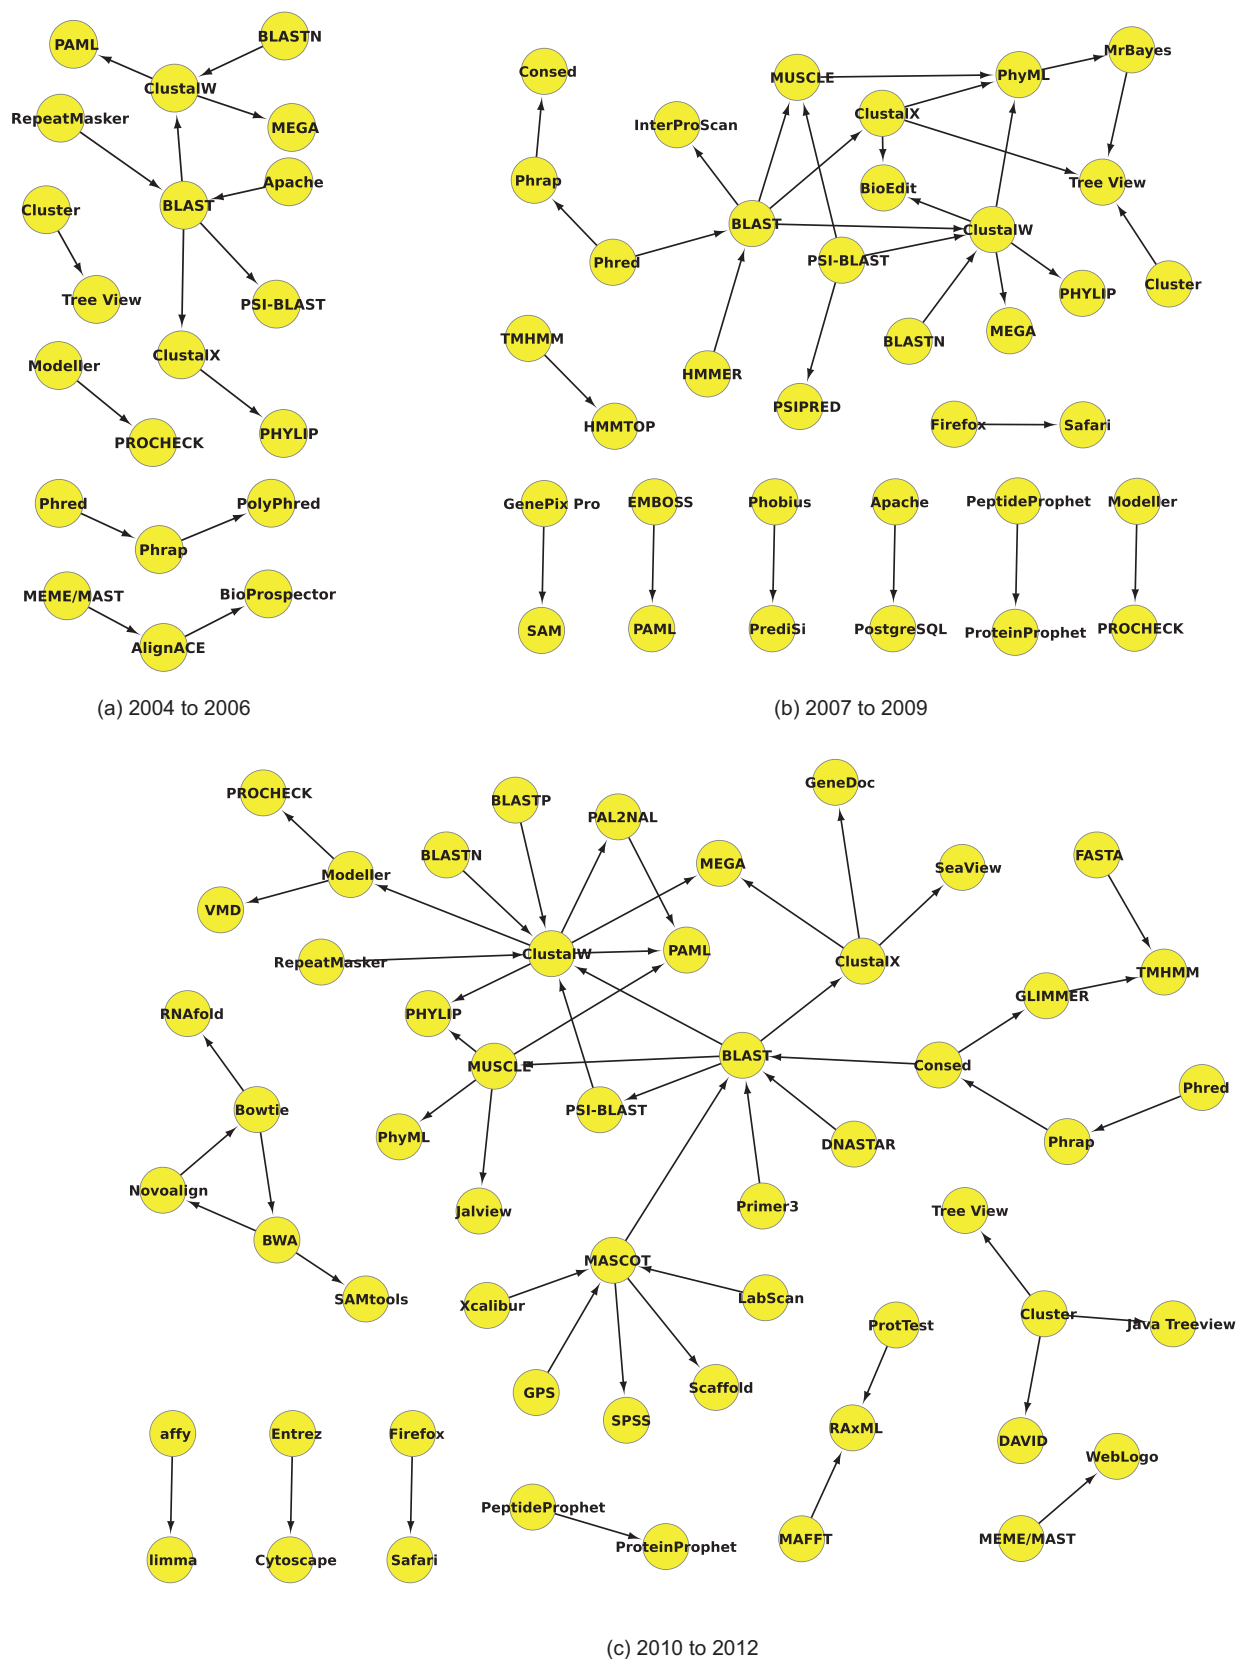 PAML
BLASTN
ClustalW
RepeatMasker
MEGA
Apache
Cluster
BLAST
Tree View
PSI-BLAST
ClustalX
Modeller
PROCHECK
PHYLIP
Phred
PolyPhred
Phrap
MEME/MAST
BioProspector
AlignACE
(a) 2004 to 2006
MrBayes
Consed
MUSCLE
PhyML
ClustalX
InterProScan
Phrap
BioEdit
Tree View
BLAST
ClustalW
Phred
PSI-BLAST
Cluster
PHYLIP
TMHMM
BLASTN
MEGA
HMMER
PSIPRED
HMMTOP
Firefox
Safari
GenePix Pro
EMBOSS
Phobius
Apache
PeptideProphet
Modeller
SAM
PAML
PrediSi
PostgreSQL
ProteinProphet
PROCHECK
(b) 2007 to 2009
PROCHECK
BLASTP
PAL2NAL
GeneDoc
BLASTN
MEGA
SeaView
FASTA
Modeller
VMD
RepeatMasker
ClustalW
PAML
ClustalX
TMHMM
GLIMMER
RNAfold
PHYLIP
MUSCLE
BLAST
Consed
Phred
Bowtie
PSI-BLAST
PhyML
DNASTAR
Phrap
Novoalign
Jalview
Primer3
Tree View
BWA
MASCOT
SAMtools
Xcalibur
LabScan
Cluster
Java Treeview
ProtTest
GPS
Scaffold
SPSS
RAxML
DAVID
affy
Entrez
Firefox
WebLogo
PeptideProphet
MAFFT
MEME/MAST
ProteinProphet
limma
Cytoscape
Safari
(c) 2010 to 2012